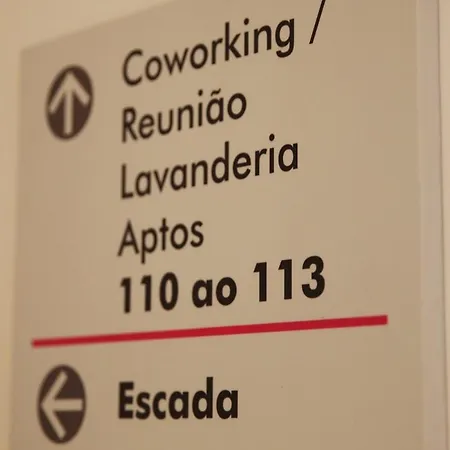 Coworking /
Reunião
Lavanderia
Aptos
110 ao 113
Escada